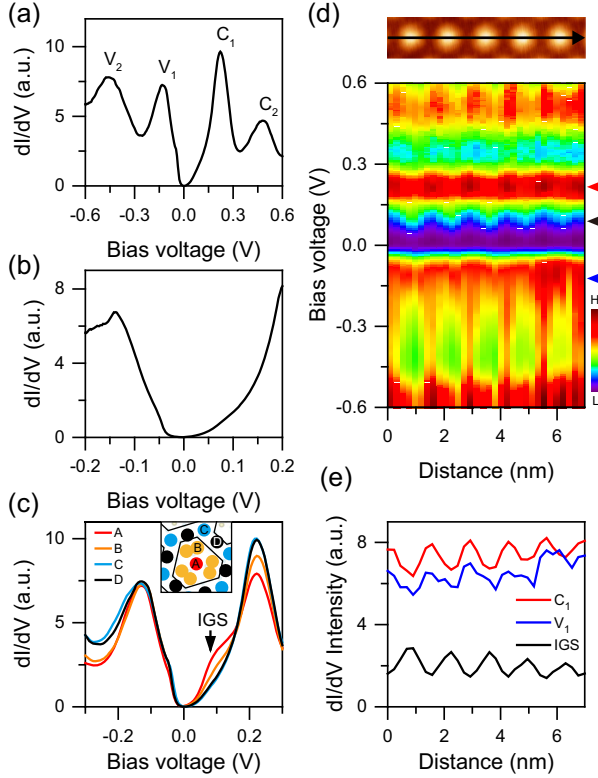 (a)
V2
V1
C1
C2
10
5
0
dI/dV (a.u.)
-0.6 -0.3 0.0 0.3 0.6
Bias voltage (V)
(b)
8
4
0
dI/dV (a.u.)
-0.2 -0.1 0.0 0.1 0.2
Bias voltage (V)
(c)
A
B
C
D
C
B
D
A
IGS
10
5
0
dI/dV (a.u.)
-0.2 0.0 0.2
Bias voltage (V)
(d)
0.6
0.3
0.0
-0.3
-0.6
Bias voltage (V)
H
L
0 2 4 6
Distance (nm)
(e)
8
4
0
dI/dV Intensity (a.u.)
C1
V1
IGS
0 2 4 6
Distance (nm)